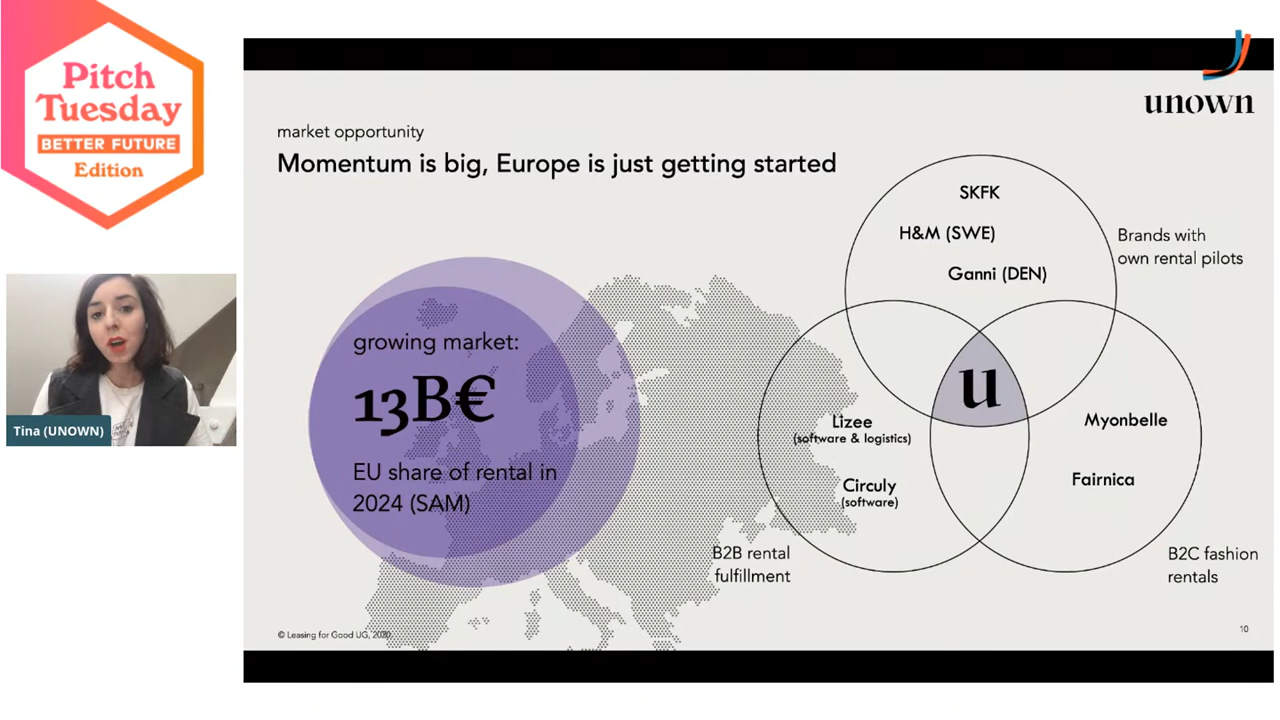 Pitch
Tuesday
BETTER FUTURE
Edition
Tina (UNOWN)
unown
market opportunity
Momentum is big, Europe is just getting started
growing market:
13B€
EU share of rental in
2024 (SAM)
SKFK
H&M (SWE)
Ganni (DEN)
Brands with
own rental pilots
u
Lizee
(software & logistics)
Circuly
(software)
B2B rental
fulfillment
Myonbelle
Fairnica
B2C fashion
rentals
© Leasing for Good UG, 2020
10